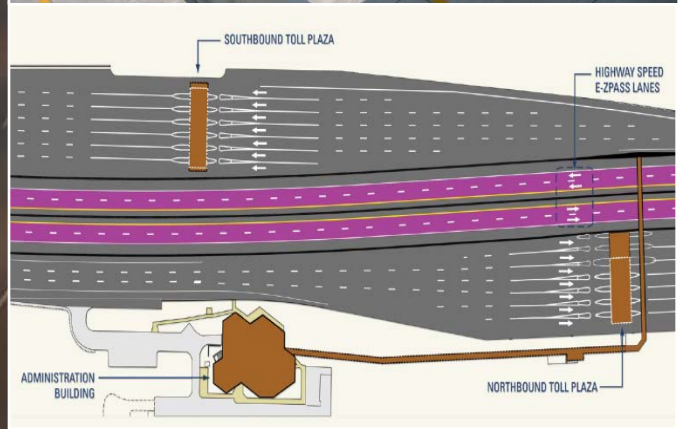 SOUTHBOUND TOLL PLAZA
HIGHWAY SPEED
E-ZPASS LANES
ADMINISTRATION
BUILDING
NORTHBOUND TOLL PLAZA